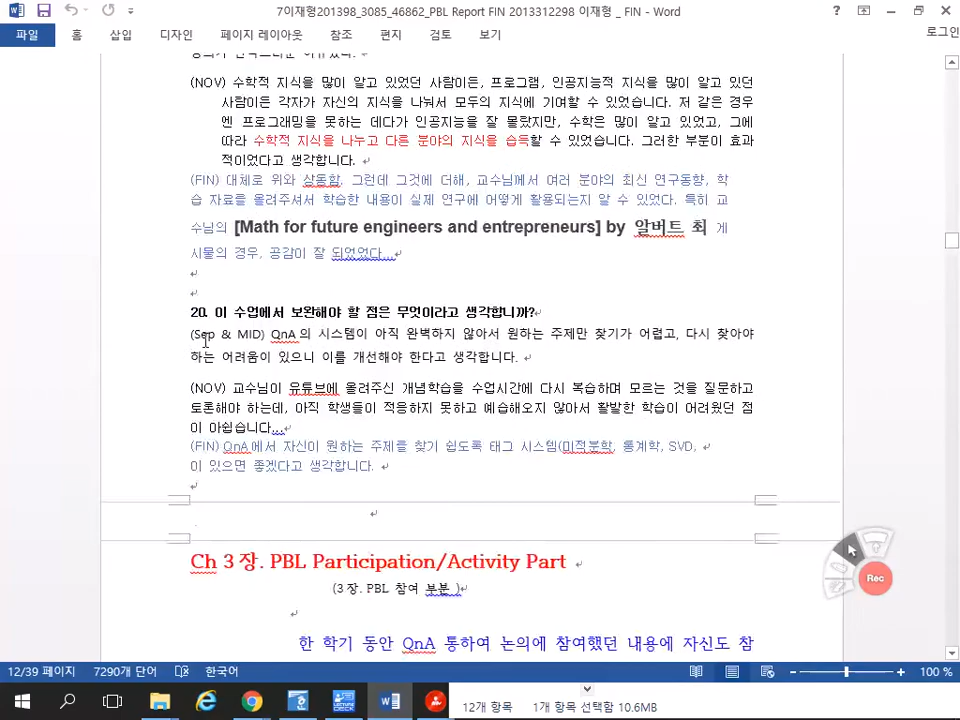 7이재형201398_3085_46862_PBL Report FIN 2013312298 이재형 _ FIN - Word
파일 홈 삽입 디자인 페이지 레이아웃 참조 편지 검토 보기 로그인
(NOV) 수학적 지식을 많이 알고 있었던 사람이든, 프로그램, 인공지능적 지식을 많이 알고 있던
사람이든 각자가 자신의 지식을 나눠서 모두의 지식에 기여할 수 있었습니다. 저 같은 경우
엔 프로그래밍을 못하는 데다가 인공지능을 잘 몰랐지만, 수학은 많이 알고 있었고, 그에
따라 수학적 지식을 나누고 다른 분야의 지식을 습득할 수 있었습니다. 그러한 부분이 효과
적이었다고 생각합니다.
(FIN) 대체로 위와 상동함. 그런데 그것에 더해, 교수님께서 여러 분야의 최신 연구동향, 학
습 자료를 올려주셔서 학습한 내용이 실제 연구에 어떻게 활용되는지 알 수 있었다. 특히 교
수님의 [Math for future engineers and entrepreneurs] by 알버트 최 게
시물의 경우, 공감이 잘 되었었다...
20. 이 수업에서 보완해야 할 점은 무엇이라고 생각합니까?
(Sep & MID) QnA의 시스템이 아직 완벽하지 않아서 원하는 주제만 찾기가 어렵고, 다시 찾아야
하는 어려움이 있으니 이를 개선해야 한다고 생각합니다.
(NOV) 교수님이 유튜브에 올려주신 개념학습을 수업시간에 다시 복습하며 모르는 것을 질문하고
토론해야 하는데, 아직 학생들이 적응하지 못하고 예습해오지 않아서 활발한 학습이 어려웠던 점
이 아쉽습니다...
(FIN) QnA에서 자신이 원하는 주제를 찾기 쉽도록 태그 시스템(미적분학, 통계학, SVD,
이 있으면 좋겠다고 생각합니다.
Ch 3장. PBL Participation/Activity Part
(3장. PBL 참여 부분 )
한 학기 동안 QnA 통하여 논의에 참여했던 내용에 자신도 참
Rec
12/39 페이지 7290개 단어 한국어 100 %
12개 항목 1개 항목 선택함 10.6MB